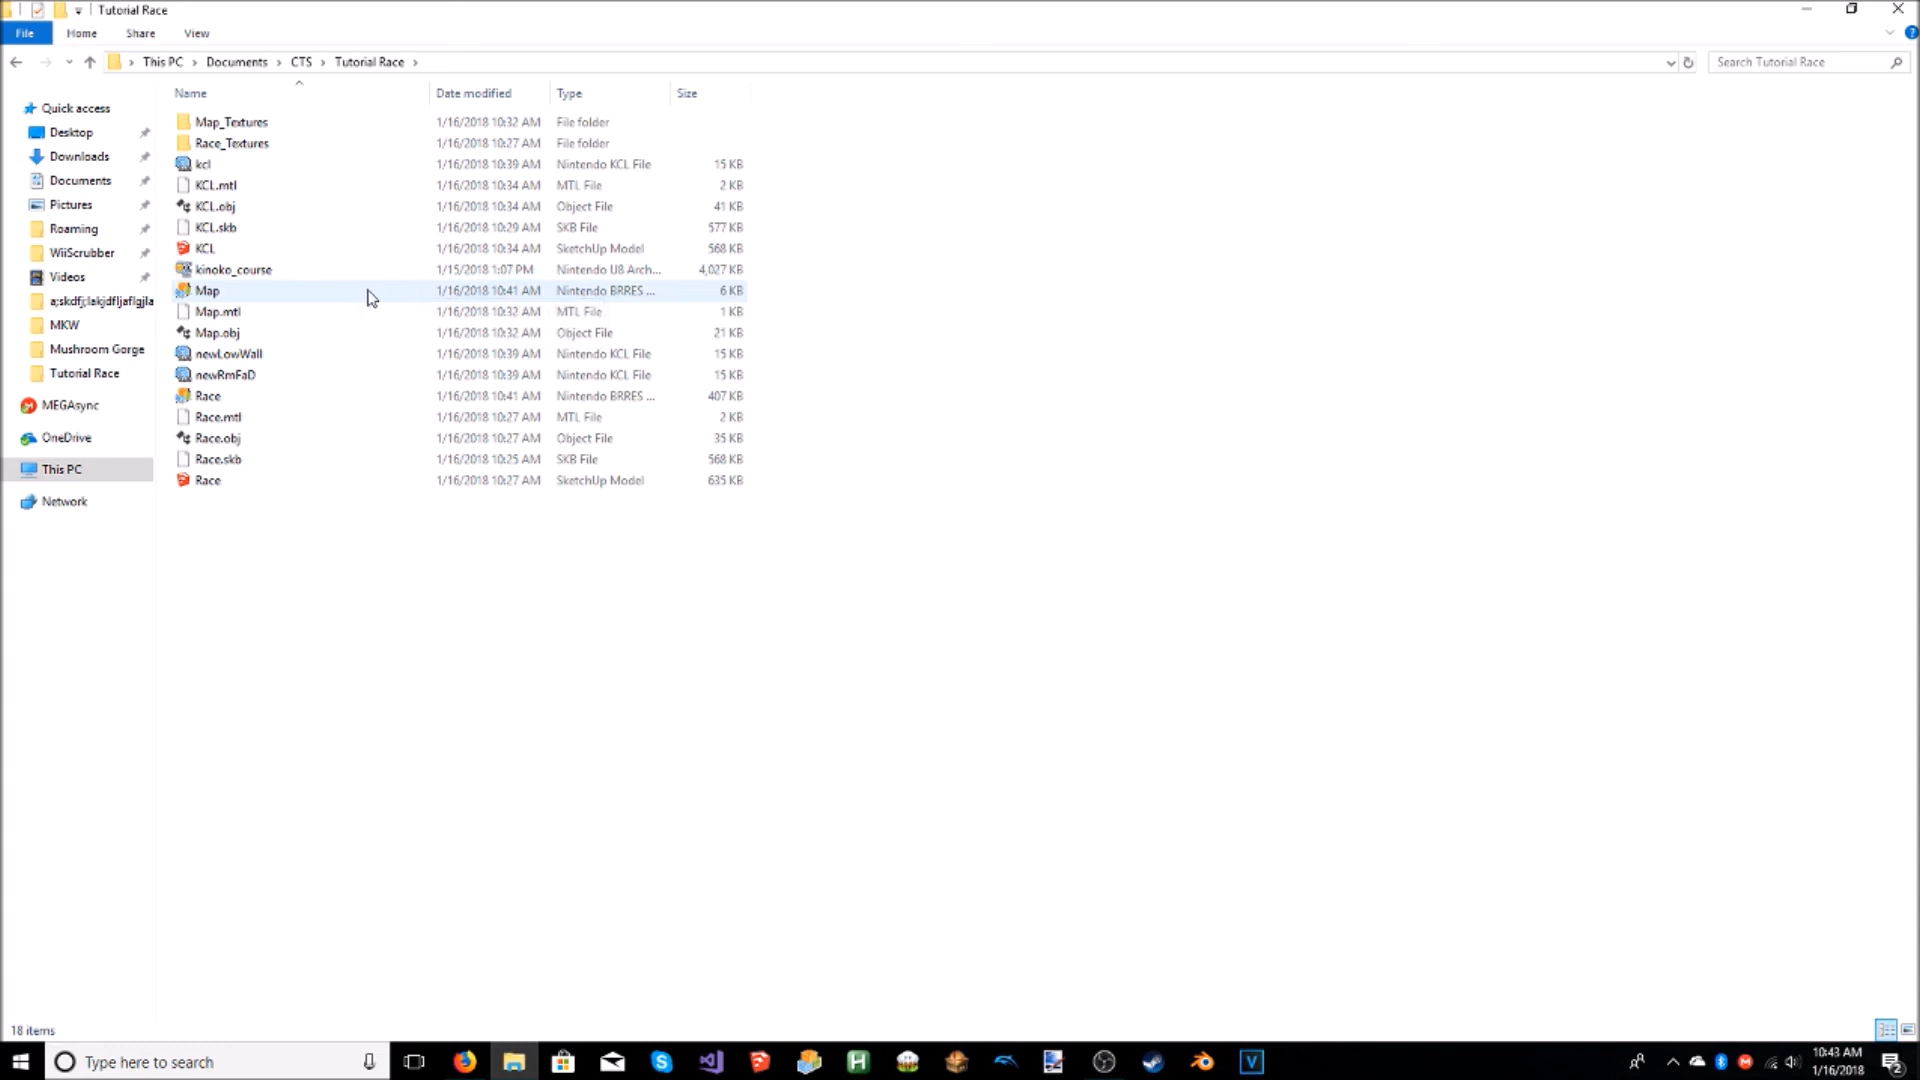 Tutorial Race
File Home Share View
This PC Documents CTS Tutorial Race
Search Tutorial Race
Name Date modified Type Size
Quick access
Desktop
Downloads
Documents
Pictures
Roaming
WiiScrubber
Videos
a;skdfj;lakjdfljaflgjla
MKW
Mushroom Gorge
Tutorial Race
MEGAsync
OneDrive
This PC
Network
Map_Textures 1/16/2018 10:32 AM File folder
Race_Textures 1/16/2018 10:27 AM File folder
kcl 1/16/2018 10:39 AM Nintendo KCL File 15 KB
KCL.mtl 1/16/2018 10:34 AM MTL File 2 KB
KCL.obj 1/16/2018 10:34 AM Object File 41 KB
KCL.skb 1/16/2018 10:29 AM SKB File 577 KB
KCL 1/16/2018 10:34 AM SketchUp Model 568 KB
kinoko_course 1/15/2018 1:07 PM Nintendo U8 Arch... 4,027 KB
Map 1/16/2018 10:41 AM Nintendo BRRES ... 6 KB
Map.mtl 1/16/2018 10:32 AM MTL File 1 KB
Map.obj 1/16/2018 10:32 AM Object File 21 KB
newLowWall 1/16/2018 10:39 AM Nintendo KCL File 15 KB
newRmFaD 1/16/2018 10:39 AM Nintendo KCL File 15 KB
Race 1/16/2018 10:41 AM Nintendo BRRES ... 407 KB
Race.mtl 1/16/2018 10:27 AM MTL File 2 KB
Race.obj 1/16/2018 10:27 AM Object File 35 KB
Race.skb 1/16/2018 10:25 AM SKB File 568 KB
Race 1/16/2018 10:27 AM SketchUp Model 635 KB
18 items
Type here to search
10:43 AM
1/16/2018